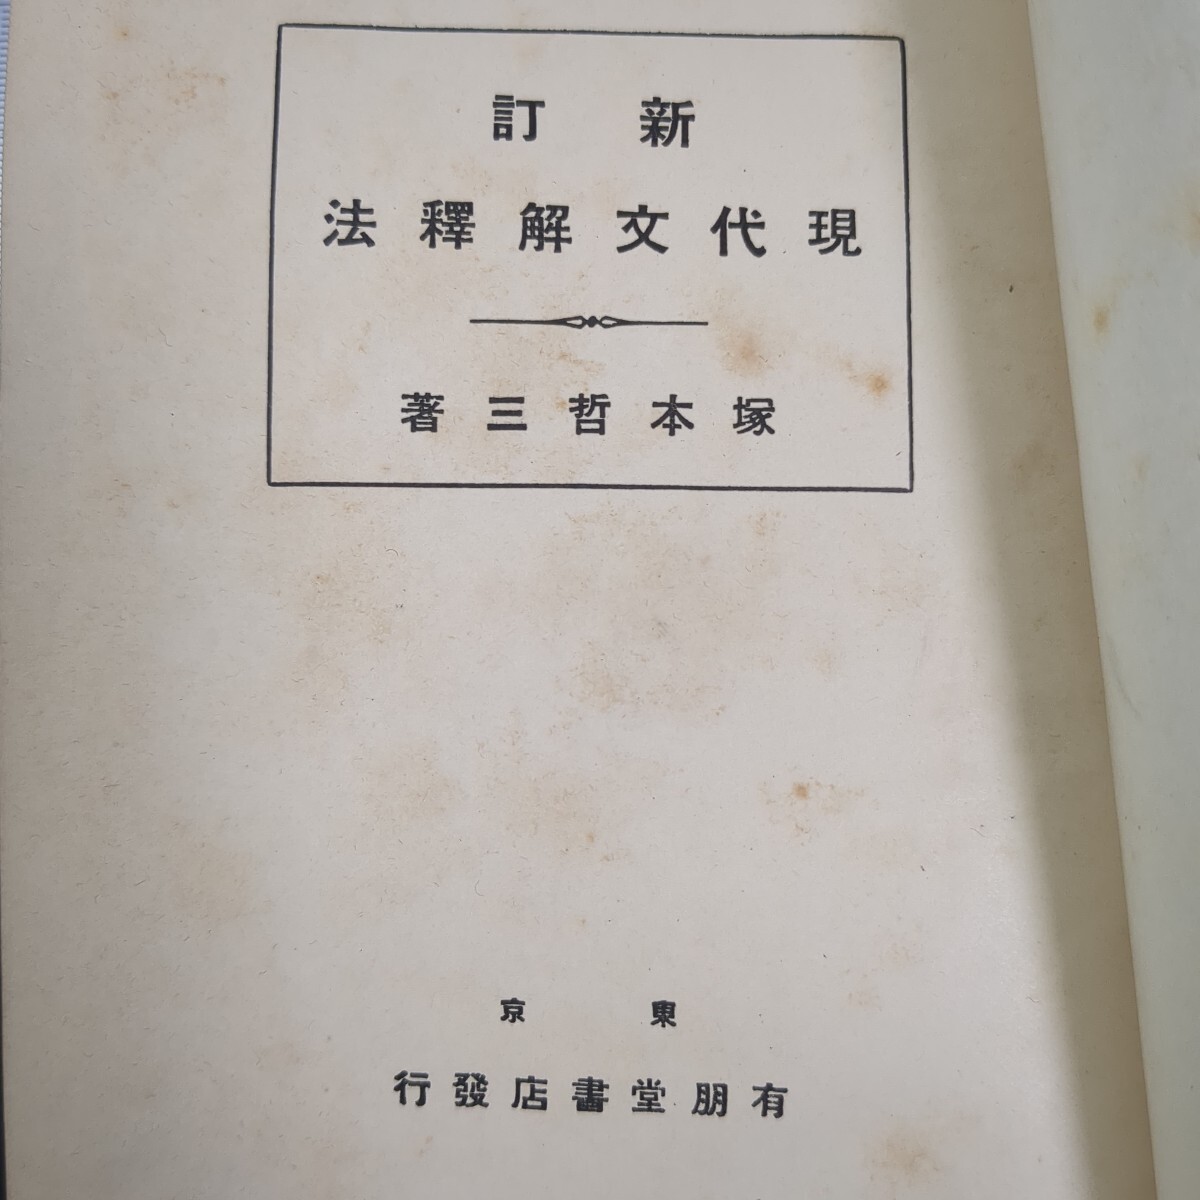 新訂
現代文解釋法
塚本哲三著
東京
有朋堂書店發行